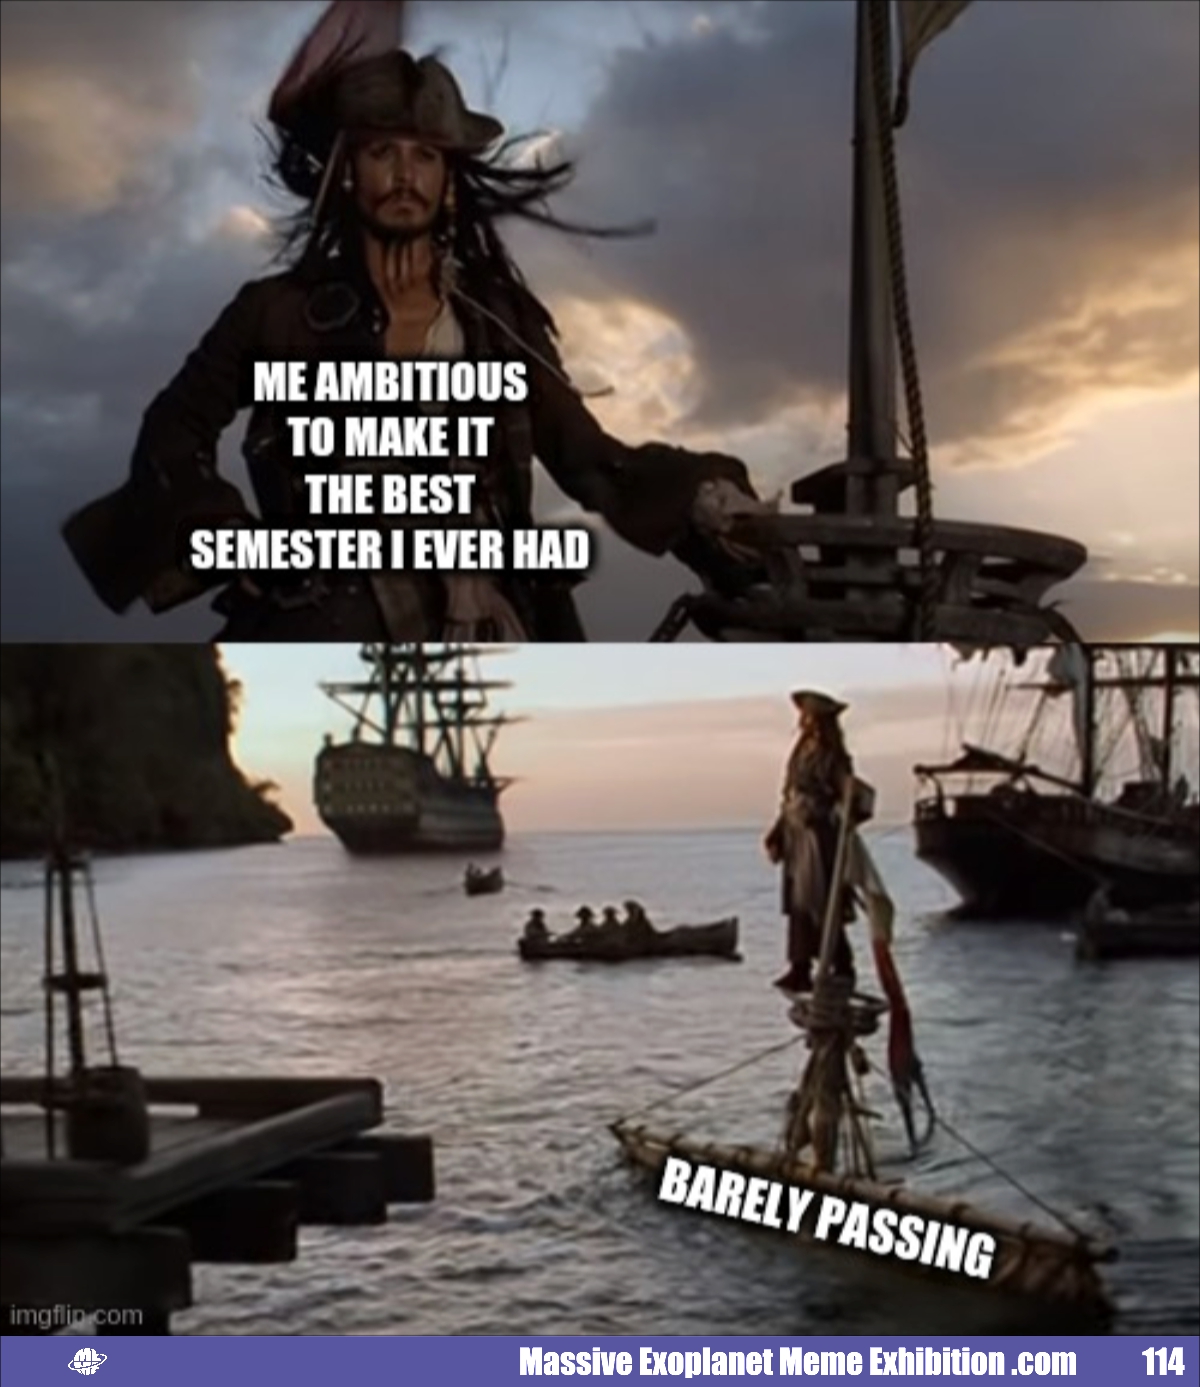 ME AMBITIOUS
TO MAKE IT
THE BEST
SEMESTER I EVER HAD
BARELY PASSING
imgflip.com
Massive Exoplanet Meme Exhibition .com 114